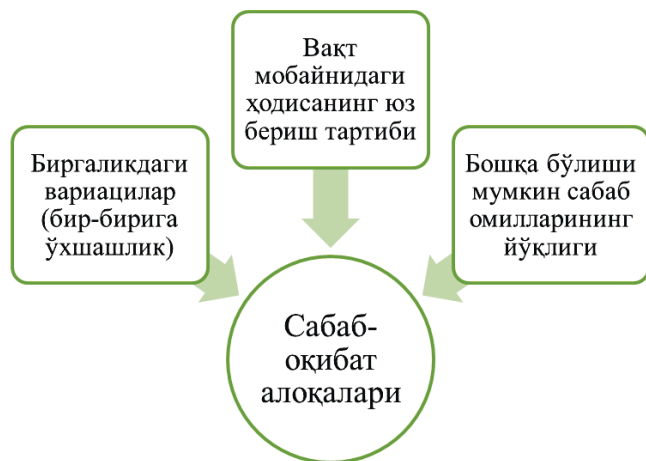 Вақт
мобайнидаги
ҳодисанинг юз
бериш тартиби
Биргаликдаги
вариацилар
(бир-бирига
ўхшашлик)
Бошқа бўлиши
мумкин сабаб
омилларининг
йўқлиги
Сабаб-
оқибат
алоқалари